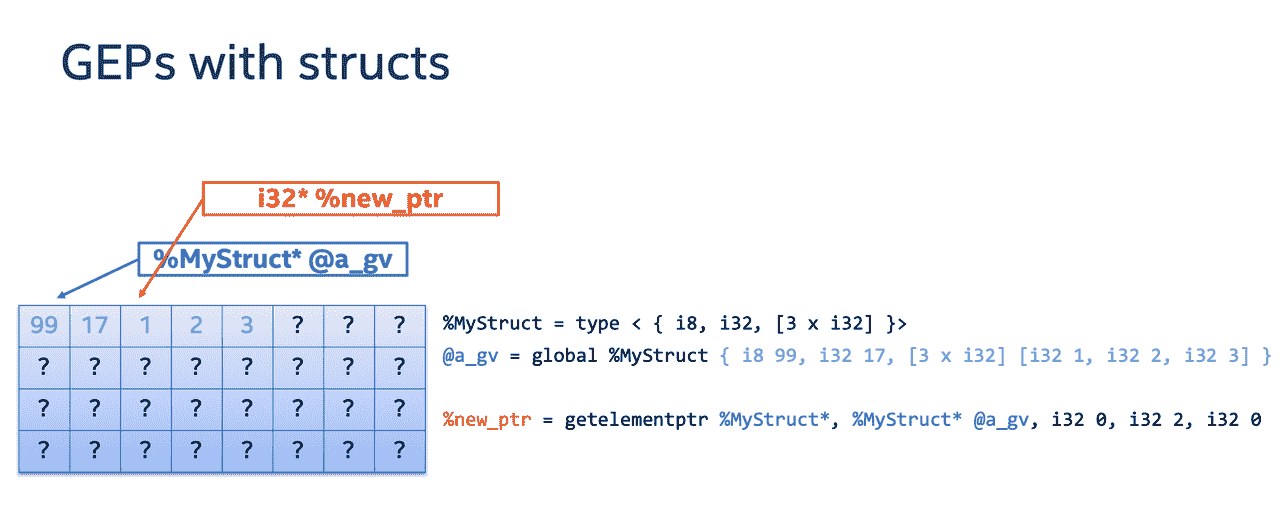 GEPs with structs
i32* %new_ptr
%MyStruct* @a_gv
99 17 1 2 3 ? ? ?
? ? ? ? ? ? ? ?
? ? ? ? ? ? ? ?
? ? ? ? ? ? ? ?
%MyStruct = type < { i8, i32, [3 x i32] }>
@a_gv = global %MyStruct { i8 99, i32 17, [3 x i32] [i32 1, i32 2, i32 3] }
%new_ptr = getelementptr %MyStruct*, %MyStruct* @a_gv, i32 0, i32 2, i32 0